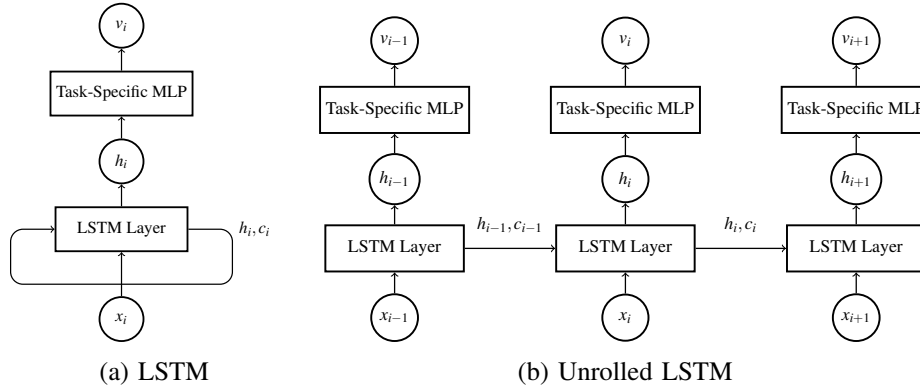 v_i
Task-Specific MLP
h_i
LSTM Layer
h_i, c_i
x_i
(a) LSTM
v_{i−1} v_i v_{i+1}
Task-Specific MLP Task-Specific MLP Task-Specific MLP
h_{i−1} h_i h_{i+1}
LSTM Layer h_{i−1}, c_{i−1} LSTM Layer h_i, c_i LSTM Layer
x_{i−1} x_i x_{i+1}
(b) Unrolled LSTM